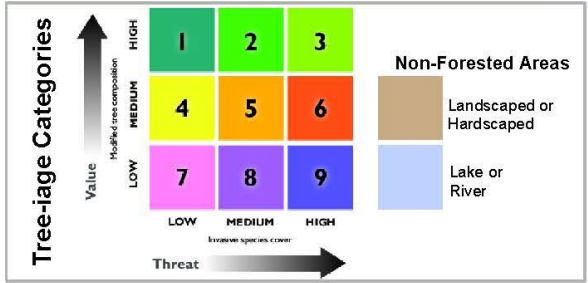 Tree-iage Categories
Value
Modified tree composition
HIGH
MEDIUM
LOW
1 2 3
4 5 6
7 8 9
LOW MEDIUM HIGH
Invasive species cover
Threat
Non-Forested Areas
Landscaped or
Hardscaped
Lake or
River